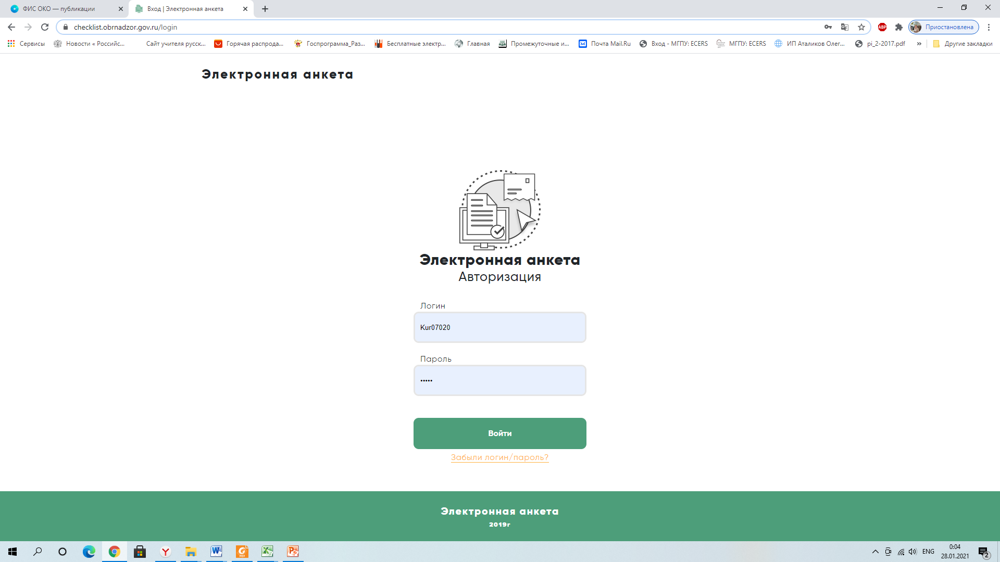 ФИС ОКО — публикации
Вход | Электронная анкета
checklist.obrnadzor.gov.ru/login
ABP
Приостановлена
Сервисы
Новости « Российс...
Сайт учителя русск...
Горячая распрода...
Госпрограмма_Раз...
Бесплатные электр...
Главная
Промежуточные и...
Почта Mail.Ru
Вход - МГПУ: ECERS
МГПУ: ECERS
ИП Аталиков Олег...
pi_2-2017.pdf
»
Другие закладки
Электронная анкета
Электронная анкета
Авторизация
Логин
Kur07020
Пароль
•••••
Войти
Забыли логин/пароль?
Электронная анкета
2019г
ENG
0:04
28.01.2021
2